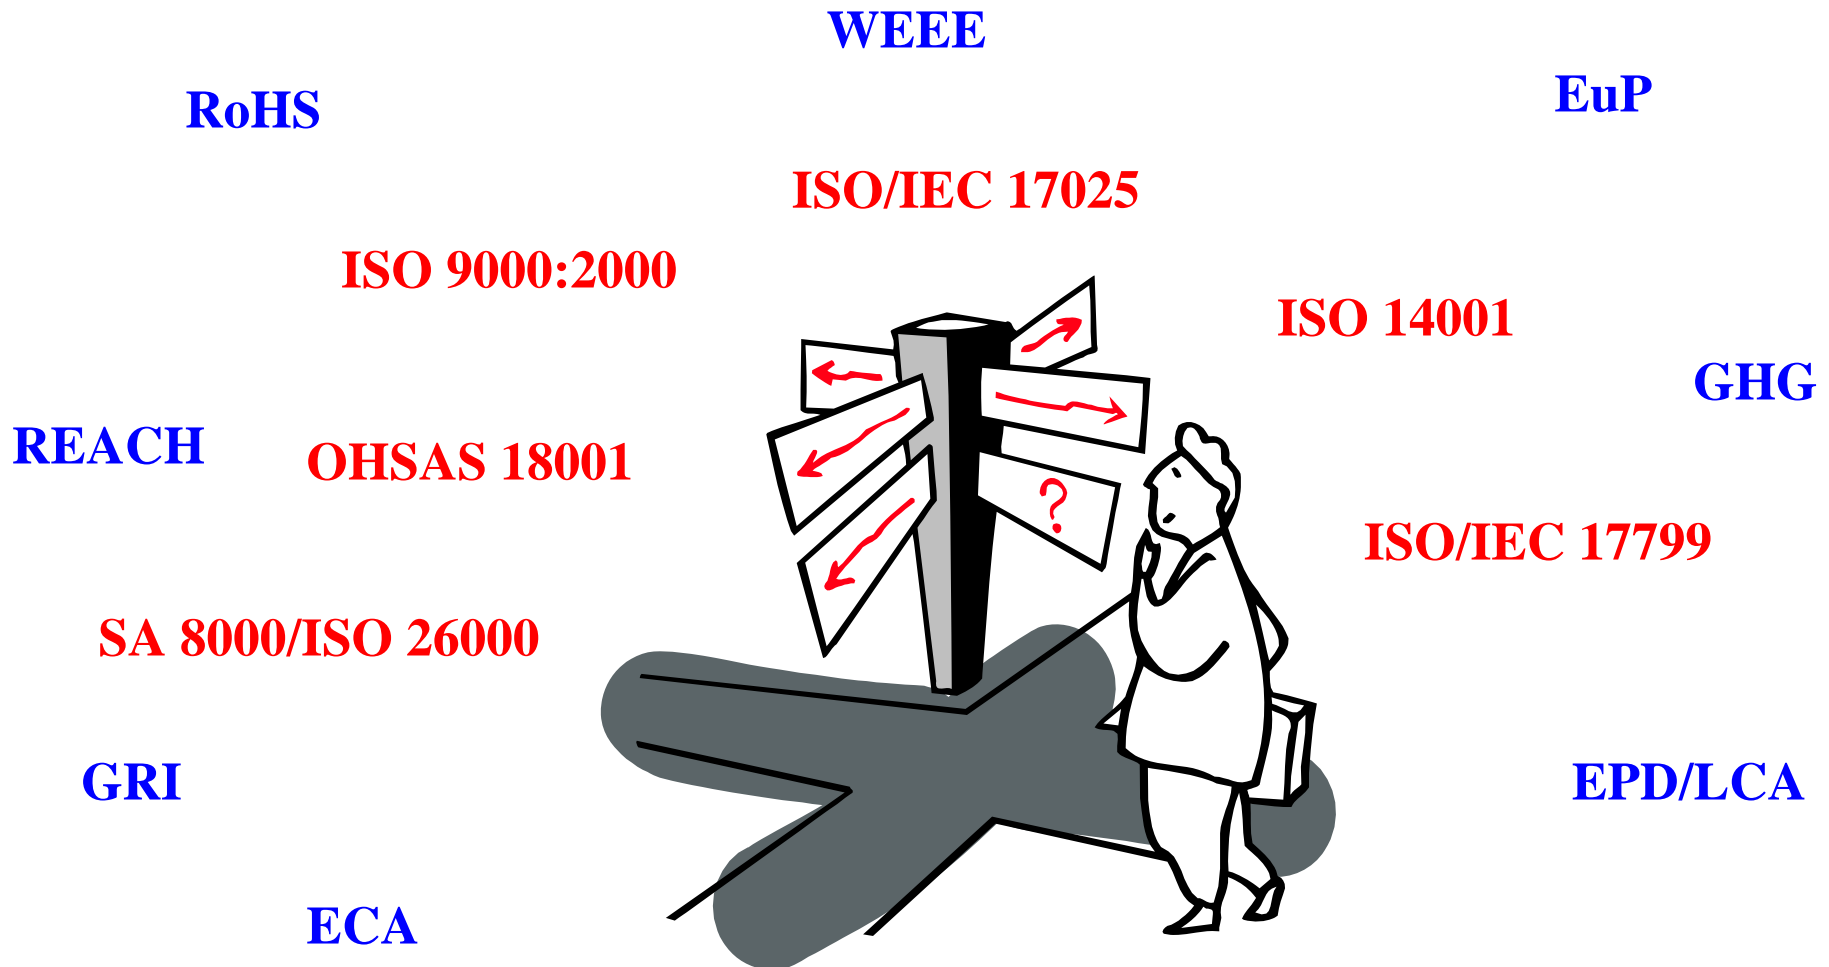 WEEE
EuP
RoHS
ISO/IEC 17025
ISO 9000:2000
ISO 14001
GHG
REACH
OHSAS 18001
?
ISO/IEC 17799
SA 8000/ISO 26000
GRI
EPD/LCA
ECA